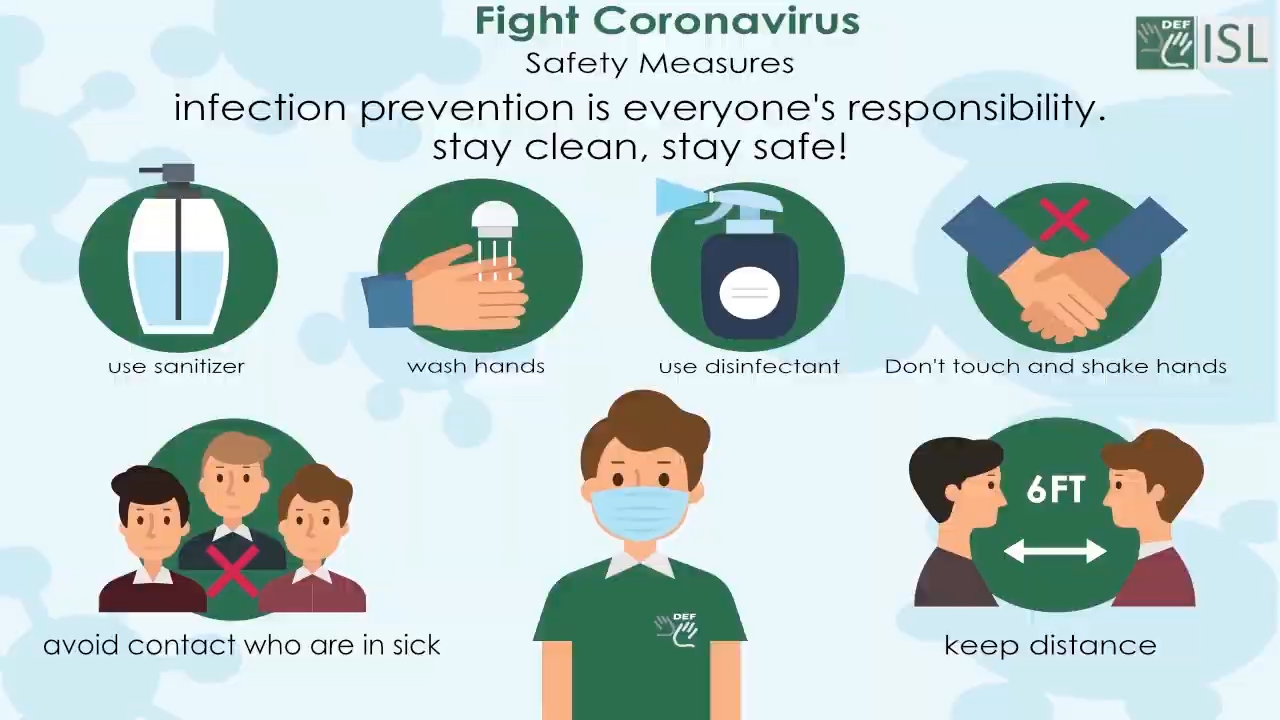 Fight Coronavirus
DEF
ISL
Safety Measures
infection prevention is everyone's responsibility.
stay clean, stay safe!
use sanitizer
wash hands
use disinfectant
Don't touch and shake hands
6FT
DEF
avoid contact who are in sick
keep distance